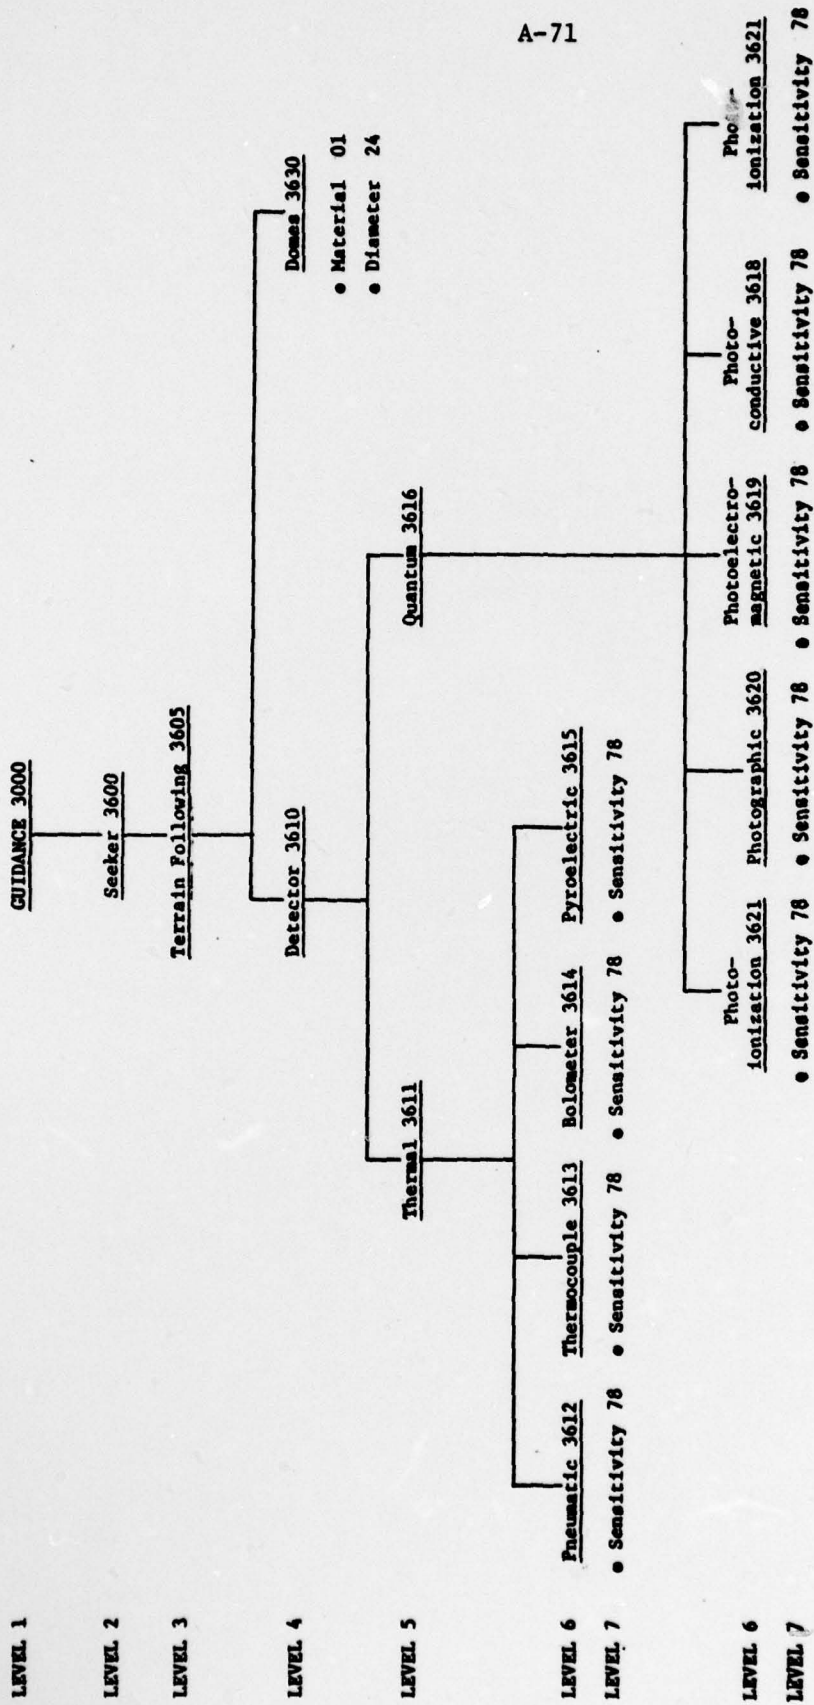 A-71
LEVEL 1
GUIDANCE 3000
LEVEL 2
Seeker 3600
LEVEL 3
Terrain Following 3605
LEVEL 4
Detector 3610
Domes 3630
● Material 01
● Diameter 24
LEVEL 5
Thermal 3611
Quantum 3616
LEVEL 6
Pneumatic 3612
Thermocouple 3613
Bolometer 3614
Pyroelectric 3615
LEVEL 7
● Sensitivity 78
● Sensitivity 78
● Sensitivity 78
● Sensitivity 78
LEVEL 6
Photo-
ionization 3621
Photographic 3620
Photoelectro-
magnetic 3619
Photo-
conductive 3618
Photo-
ionization 3621
LEVEL 7
● Sensitivity 78
● Sensitivity 78
● Sensitivity 78
● Sensitivity 78
● Sensitivity 78